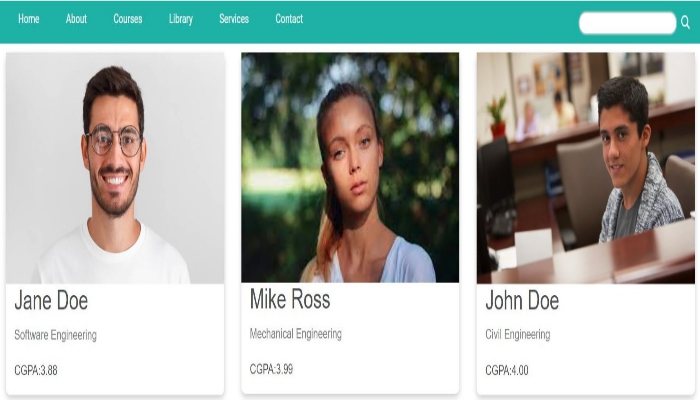 Home About Courses Library Services Contact
Jane Doe
Software Engineering
CGPA:3.88
Mike Ross
Mechanical Engineering
CGPA:3.99
John Doe
Civil Engineering
CGPA:4.00